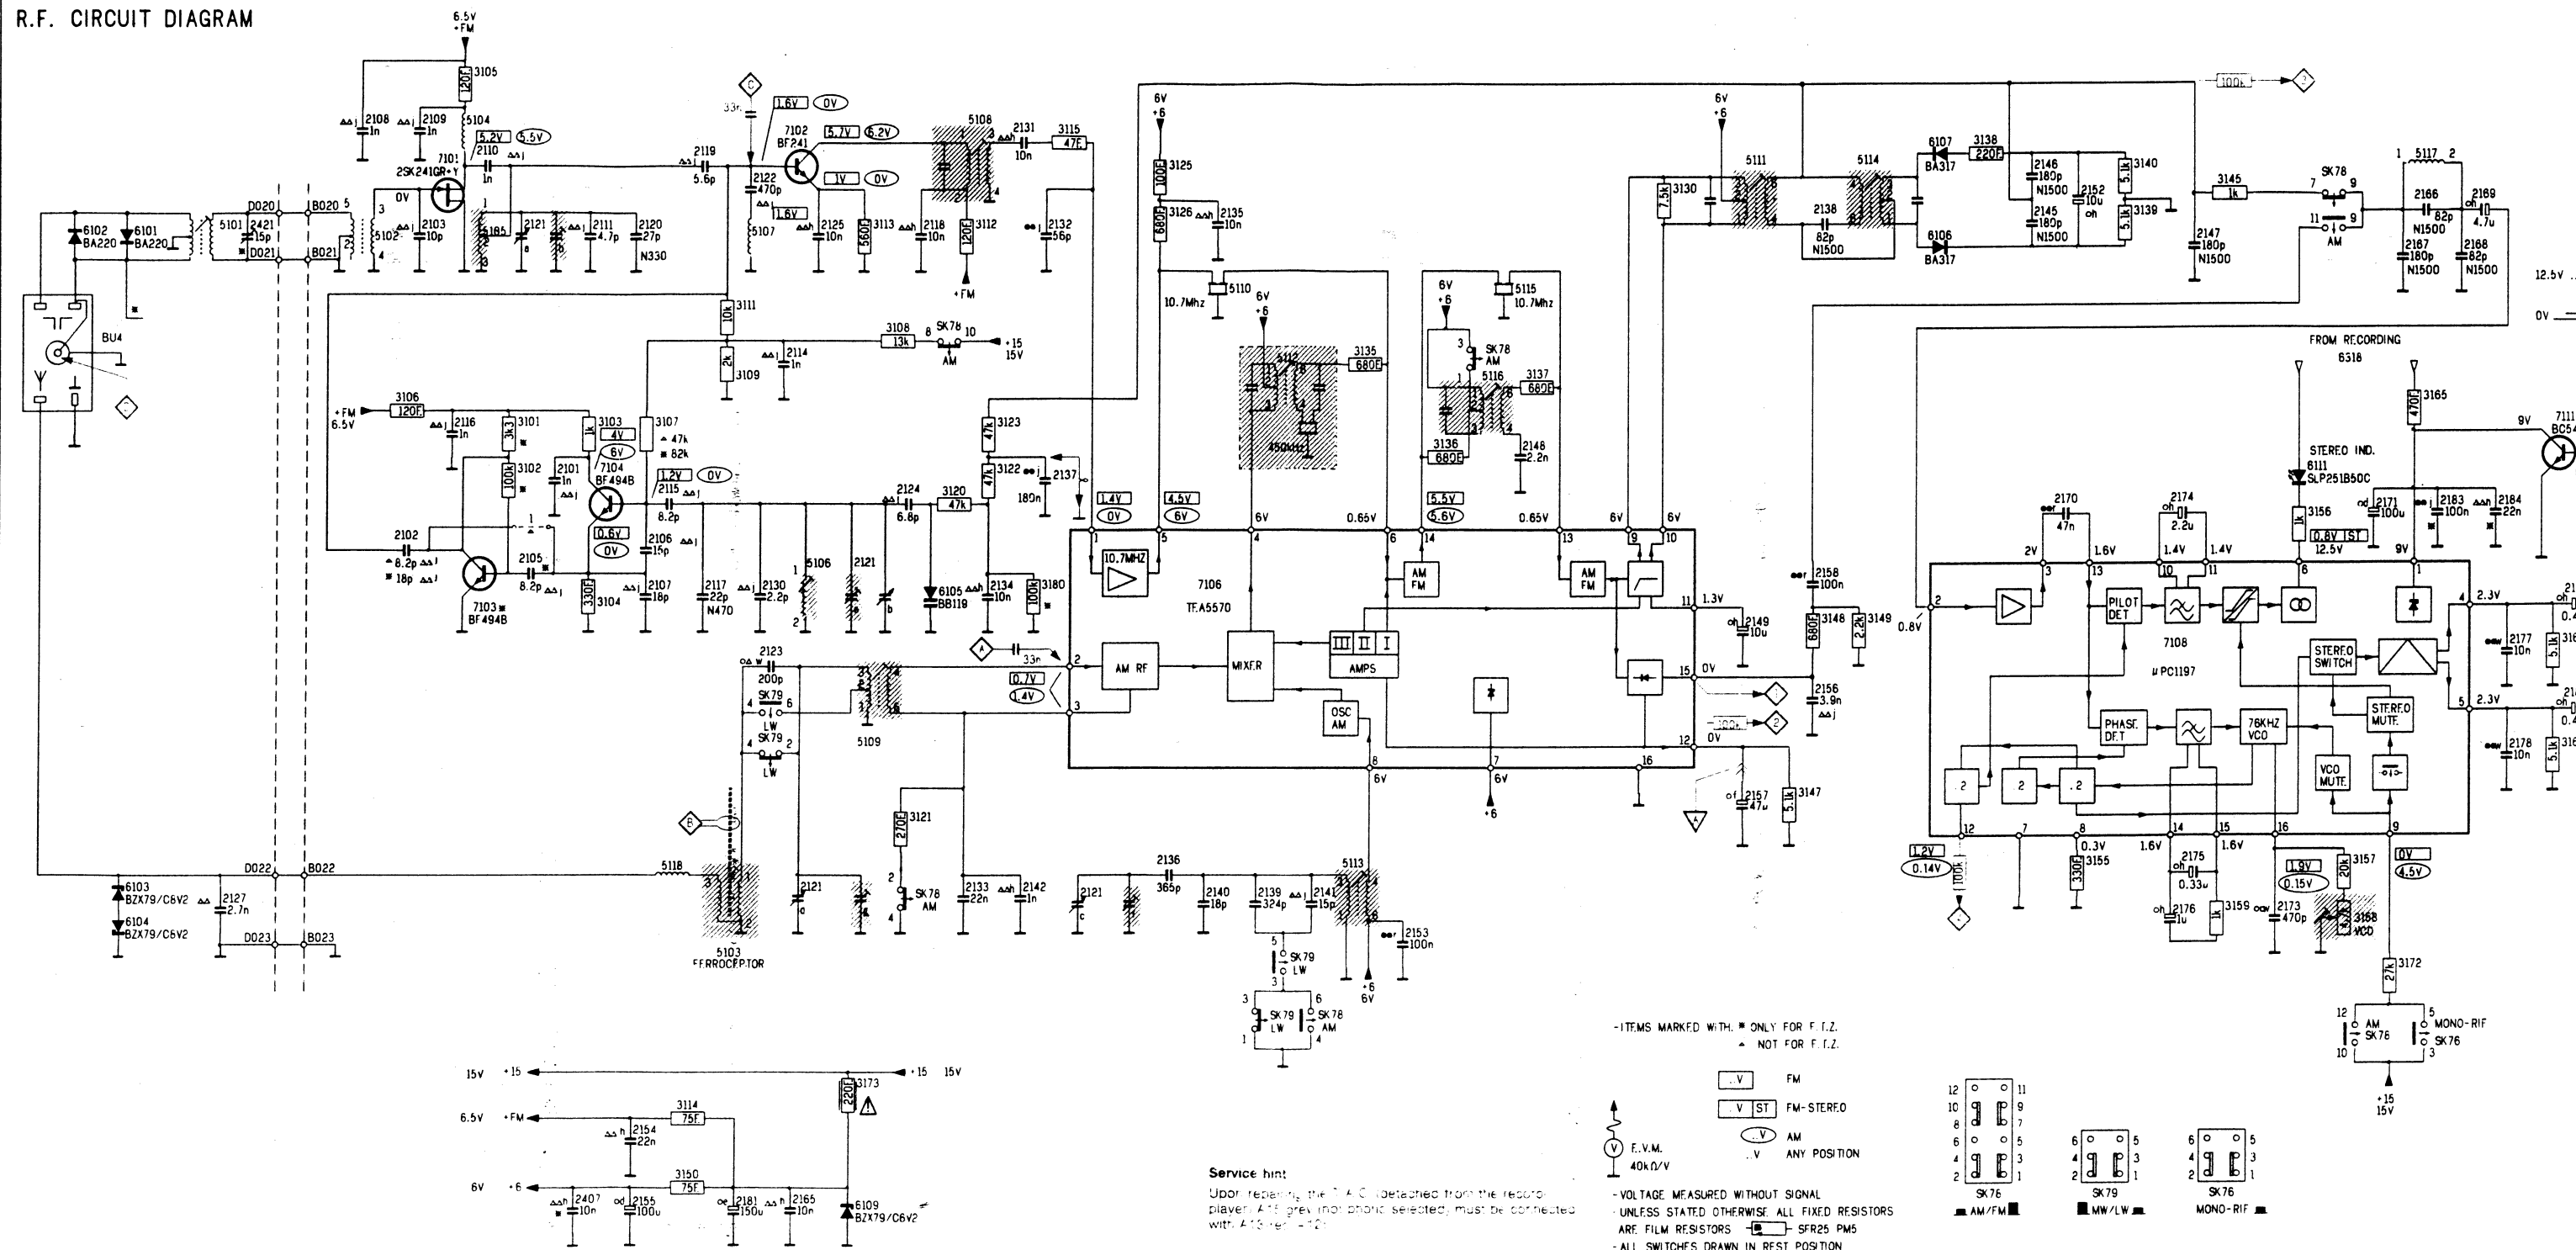 R.F. CIRCUIT DIAGRAM
6.5V
+FM
3105
120E
2108
1n
2109
1n
5104
5.2V 5.5V
7101
2SK241GR-Y
2110
1n
2119
5.6p
C
33n
1.6V 0V
7102
BF241
5.7V 6.2V
1V 0V
2122
470p
1.6V
5107
5108
2131
10n
3115
47E
2125
10n
3113
560E
2118
10n
3112
120E
+FM
2132
56p
D020 B020
D021 B021
6102
BA220
6101
BA220
5101
2421
15p
5102
0V
2103
10p
5105
2121
a
b
2111
4.7p
2120
27p
N330
BU4
3111
10k
3109
2k
2114
1n
3108
13k
SK78
8 10
AM
+15
15V
6V
+6
3125
100E
3126
680E
2135
10n
5110
10.7Mhz
6V
+6
5112
450kHz
3135
680E
6V
+6
SK78
AM
5115
10.7Mhz
5116
3137
680E
3136
680E
2148
2.2n
6V
+6
3130
7.5k
5111
5114
2138
82p
N1500
6107
BA317
6106
BA317
3138
220E
2146
180p
N1500
2145
180p
N1500
2152
10u
3140
5.1k
3139
5.1k
100k
2
3145
1k
2147
180p
N1500
SK78
7 9
11 9
AM
5117
1 2
2166
82p
N1500
2169
4.7u
2167
180p
N1500
2168
82p
N1500
12.5V
0V
FROM RECORDING
6318
3165
470E
7111
9V
STEREO IND.
6111
SLP251B50C
3156
1k
0.8V ST
12.5V
2171
100u
2183
100n
2184
22n
9V
2170
47n
2174
2.2u
2V
1.6V
1.4V
1.4V
+FM
6.5V
3106
120E
2116
1n
3101
3k3
3102
100k
2101
1n
3103
1k
4V
6V
7104
BF494B
3107
47k
82k
1.2V 0V
2115
8.2p
0.6V
0V
2106
15p
2102
8.2p
18p
2105
8.2p
7103
BF494B
3104
330E
2107
18p
2117
22p
N470
2130
2.2p
5106
2121
b
6105
BB119
2124
6.8p
3120
47k
3123
47k
3122
47k
2137
180n
2134
10n
3180
100k
1.4V
0V
4.5V
6V
6V
0.65V
5.5V
5.6V
0.65V
6V
6V
10.7MHZ
7106
TEA5570
AM
FM
AM
FM
AM RF
MIXER
III II I
AMPS
OSC
AM
1.3V
2149
10u
2158
100n
3148
680E
3149
2.2k
0V
2156
3.9n
1
100k
2
0V
2157
47u
3147
5.1k
A
6V
6V
+6
A
33n
0.7V
1.4V
2123
200p
SK79
LW
SK79
LW
5109
B
3121
270E
SK78
AM
2133
22n
2142
1n
2121
c
2136
365p
2140
18p
2139
324p
2141
15p
5113
2153
100n
SK79
LW
SK79
LW
SK78
AM
+6
6V
5118
5103
FERROCEPTOR
2121
D022 B022
D023 B023
6103
BZX79/C6V2
6104
BZX79/C6V2
2127
2.7n
PILOT
DET
7108
µPC1197
STEREO
SWITCH
PHASE
DET
76KHZ
VCO
STEREO
MUTE
VCO
MUTE
0.8V
2.3V
2177
10n
2.3V
2178
10n
1.2V
0.14V
100k
0.3V
3155
330E
1.6V
2175
0.33u
1.6V
2176
1u
3159
1k
2173
470p
1.9V
0.15V
3157
20k
VCO
0V
4.5V
3172
27k
AM
SK78
MONO-RIF
SK76
+15
15V
15V +15
+15 15V
3173
220E
6.5V +FM
3114
75E
2154
22n
6V +6
3150
75E
2407
10n
2155
100u
2181
150u
2165
10n
6109
BZX79/C6V2
Service hint
-ITEMS MARKED WITH ONLY FOR F.T.Z.
NOT FOR F.T.Z.
..V FM
.V ST FM-STEREO
..V AM
..V ANY POSITION
V E.V.M.
40kΩ/V
-VOLTAGE MEASURED WITHOUT SIGNAL
-UNLESS STATED OTHERWISE ALL FIXED RESISTORS
ARE FILM RESISTORS SFR25 PM5
-ALL SWITCHES DRAWN IN REST POSITION
SK78
AM/FM
SK79
MW/LW
SK76
MONO-RIF